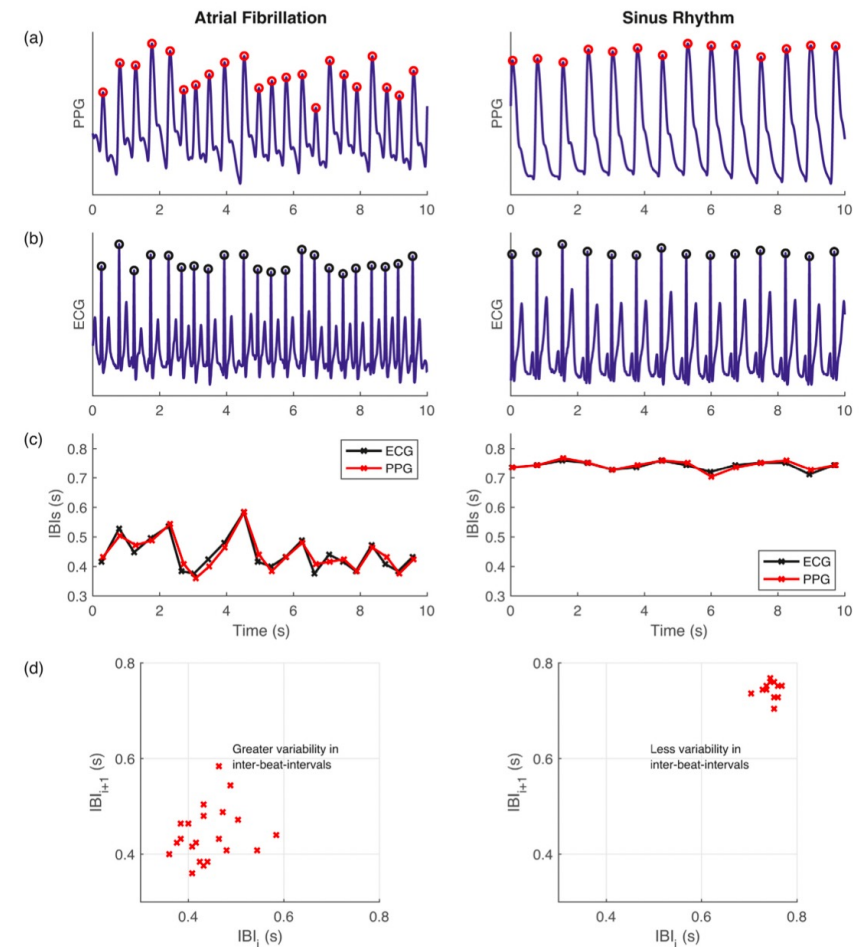 Atrial Fibrillation
Sinus Rhythm
(a)
PPG
0 2 4 6 8 10
PPG
0 2 4 6 8 10
(b)
ECG
0 2 4 6 8 10
ECG
0 2 4 6 8 10
(c)
IBIs (s)
0.8
0.7
0.6
0.5
0.4
0.3
ECG
PPG
0 2 4 6 8 10
Time (s)
0.8
0.7
0.6
0.5
0.4
0.3
ECG
PPG
0 2 4 6 8 10
Time (s)
(d)
IBI_{i+1} (s)
0.8
0.6
0.4
Greater variability in
inter-beat-intervals
0.4 0.6 0.8
IBI_i (s)
IBI_{i+1} (s)
0.8
0.6
0.4
Less variability in
inter-beat-intervals
0.4 0.6 0.8
IBI_i (s)